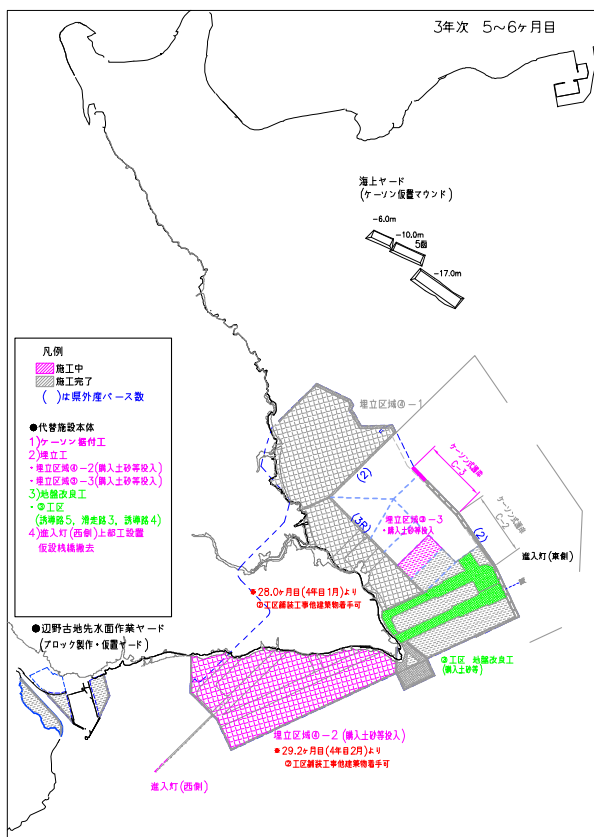 3年次 5~6ヶ月目
海上ヤード
(ケーソン仮置マウンド)
-6.0m
-10.0m
5函
-17.0m
凡例
施工中
施工完了
( )は県外産バース数
●代替施設本体
1)ケーソン据付工
2)埋立工
・埋立区域④-2(購入土砂等投入)
・埋立区域③-3(購入土砂等投入)
3)地盤改良工
・③工区
(誘導路5、滑走路3、誘導路4)
4)進入灯(西側)上部工設置
仮設桟橋撤去
埋立区域④-1
(2)
ケーソン式護岸
C-3
(3R)
埋立区域③-3
・購入土砂等投入
ケーソン式護岸
C-2
(2)
進入灯(東側)
●28.0ヶ月目(4年目1月)より
②工区舗装工事他建築物着手可
●辺野古地先水面作業ヤード
(ブロック製作・仮置ヤード)
③工区 地盤改良工
(購入土砂等)
埋立区域④-2(購入土砂等投入)
●29.2ヶ月目(4年目2月)より
②工区舗装工事他建築物着手可
進入灯(西側)